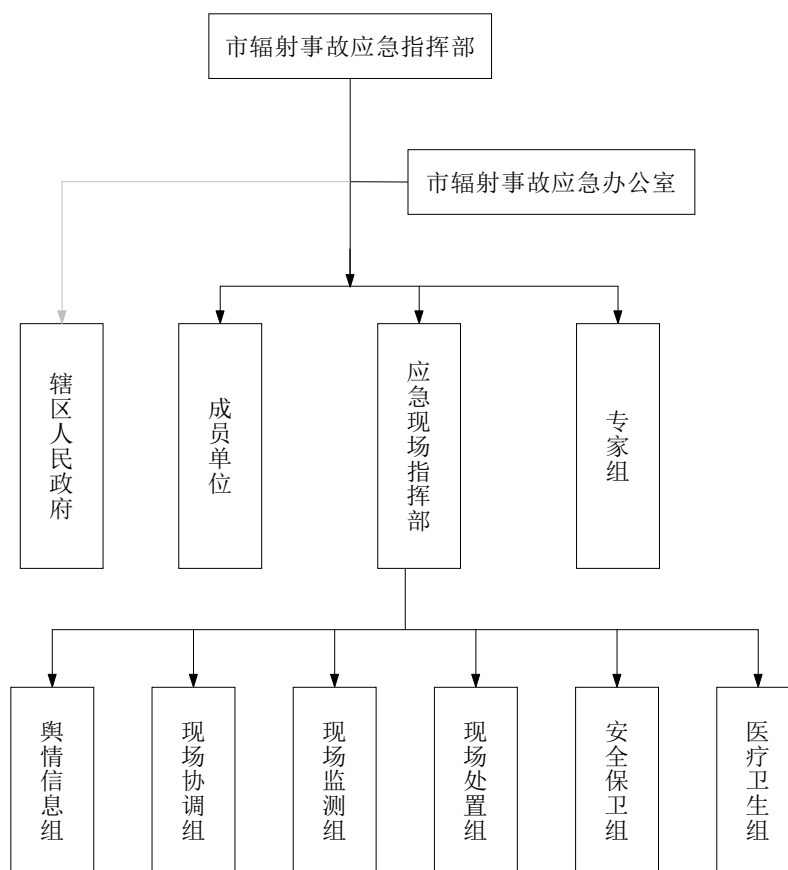 市辐射事故应急指挥部
市辐射事故应急办公室
辖区人民政府
成员单位
应急现场指挥部
专家组
舆情信息组
现场协调组
现场监测组
现场处置组
安全保卫组
医疗卫生组